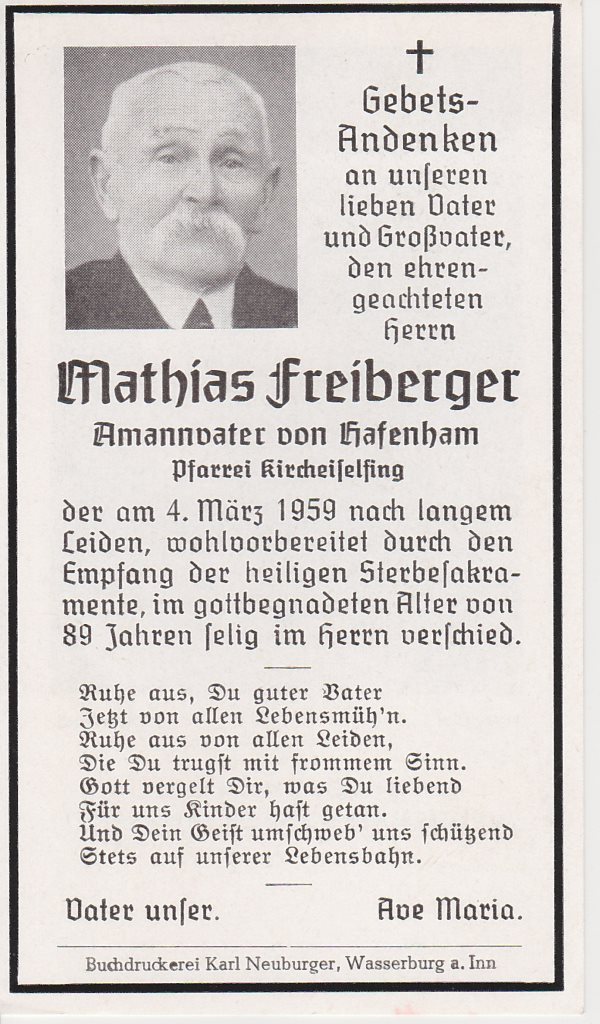 Gebets-
Andenken
an unseren
lieben Vater
und Großvater,
den ehren-
geachteten
Herrn
Mathias Freiberger
Amannvater von Hafenham
Pfarrei Kircheiselfing
der am 4. März 1959 nach langem
Leiden, wohlvorbereitet durch den
Empfang der heiligen Sterbesakra-
mente, im gottbegnadeten Alter von
89 Jahren selig im Herrn verschied.
Ruhe aus, Du guter Vater
Jetzt von allen Lebensmüh'n.
Ruhe aus von allen Leiden,
Die Du trugst mit frommem Sinn.
Gott vergelt Dir, was Du liebend
Für uns Kinder hast getan.
Und Dein Geist umschweb' uns schützend
Stets auf unserer Lebensbahn.
Vater unser. Ave Maria.
Buchdruckerei Karl Neuburger, Wasserburg a. Inn